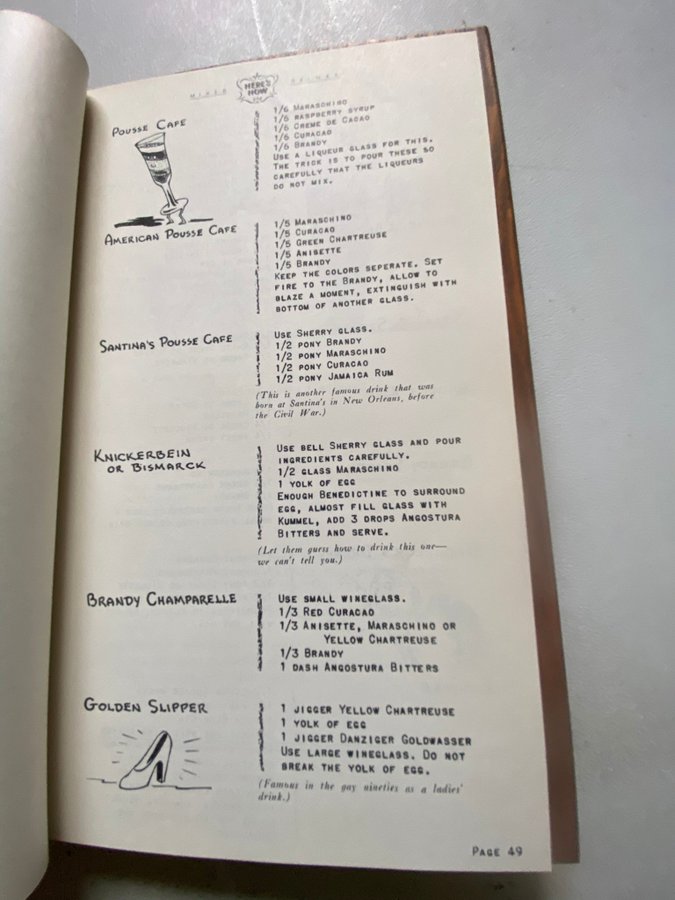 MIXED HERE'S HOW DRINKS
POUSSE CAFE
1/6 MARASCHINO
1/6 RASPBERRY SYRUP
1/6 CREME DE CACAO
1/6 CURACAO
1/6 BRANDY
USE A LIQUEUR GLASS FOR THIS.
THE TRICK IS TO POUR THESE SO
CAREFULLY THAT THE LIQUEURS
DO NOT MIX.
AMERICAN POUSSE CAFE
1/5 MARASCHINO
1/5 CURACAO
1/5 GREEN CHARTREUSE
1/5 ANISETTE
1/5 BRANDY
KEEP THE COLORS SEPERATE. SET
FIRE TO THE BRANDY, ALLOW TO
BLAZE A MOMENT, EXTINGUISH WITH
BOTTOM OF ANOTHER GLASS.
SANTINA'S POUSSE CAFE
USE SHERRY GLASS.
1/2 PONY BRANDY
1/2 PONY MARASCHINO
1/2 PONY CURACAO
1/2 PONY JAMAICA RUM
(This is another famous drink that was
born at Santina's in New Orleans, before
the Civil War.)
KNICKERBEIN
OR BISMARCK
USE BELL SHERRY GLASS AND POUR
INGREDIENTS CAREFULLY.
1/2 GLASS MARASCHINO
1 YOLK OF EGG
ENOUGH BENEDICTINE TO SURROUND
EGG, ALMOST FILL GLASS WITH
KUMMEL, ADD 3 DROPS ANGOSTURA
BITTERS AND SERVE.
(Let them guess how to drink this one—
we can't tell you.)
BRANDY CHAMPARELLE
USE SMALL WINEGLASS.
1/3 RED CURACAO
1/3 ANISETTE, MARASCHINO OR
YELLOW CHARTREUSE
1/3 BRANDY
1 DASH ANGOSTURA BITTERS
GOLDEN SLIPPER
1 JIGGER YELLOW CHARTREUSE
1 YOLK OF EGG
1 JIGGER DANZIGER GOLDWASSER
USE LARGE WINEGLASS. DO NOT
BREAK THE YOLK OF EGG.
(Famous in the gay nineties as a ladies'
drink.)
PAGE 49